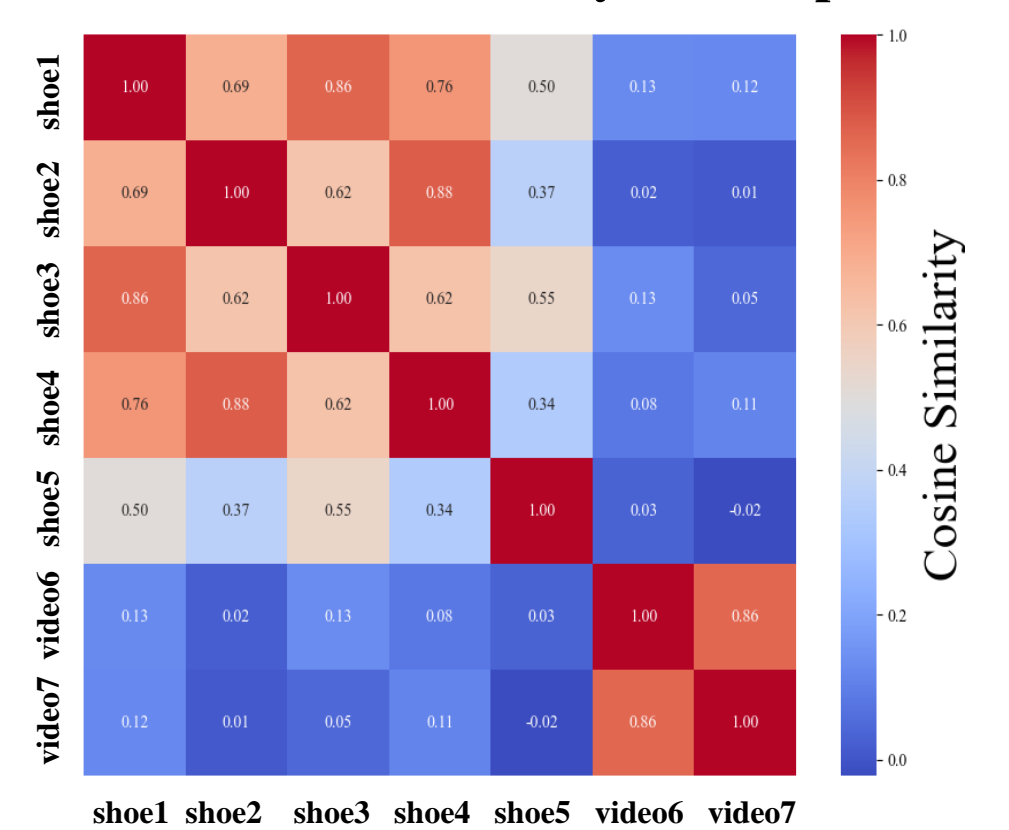 shoe1 1.00 0.69 0.86 0.76 0.50 0.13 0.12
shoe2 0.69 1.00 0.62 0.88 0.37 0.02 0.01
shoe3 0.86 0.62 1.00 0.62 0.55 0.13 0.05
shoe4 0.76 0.88 0.62 1.00 0.34 0.08 0.11
shoe5 0.50 0.37 0.55 0.34 1.00 0.03 -0.02
video6 0.13 0.02 0.13 0.08 0.03 1.00 0.86
video7 0.12 0.01 0.05 0.11 -0.02 0.86 1.00
shoe1 shoe2 shoe3 shoe4 shoe5 video6 video7
1.0
0.8
0.6
0.4
0.2
0.0
Cosine Similarity